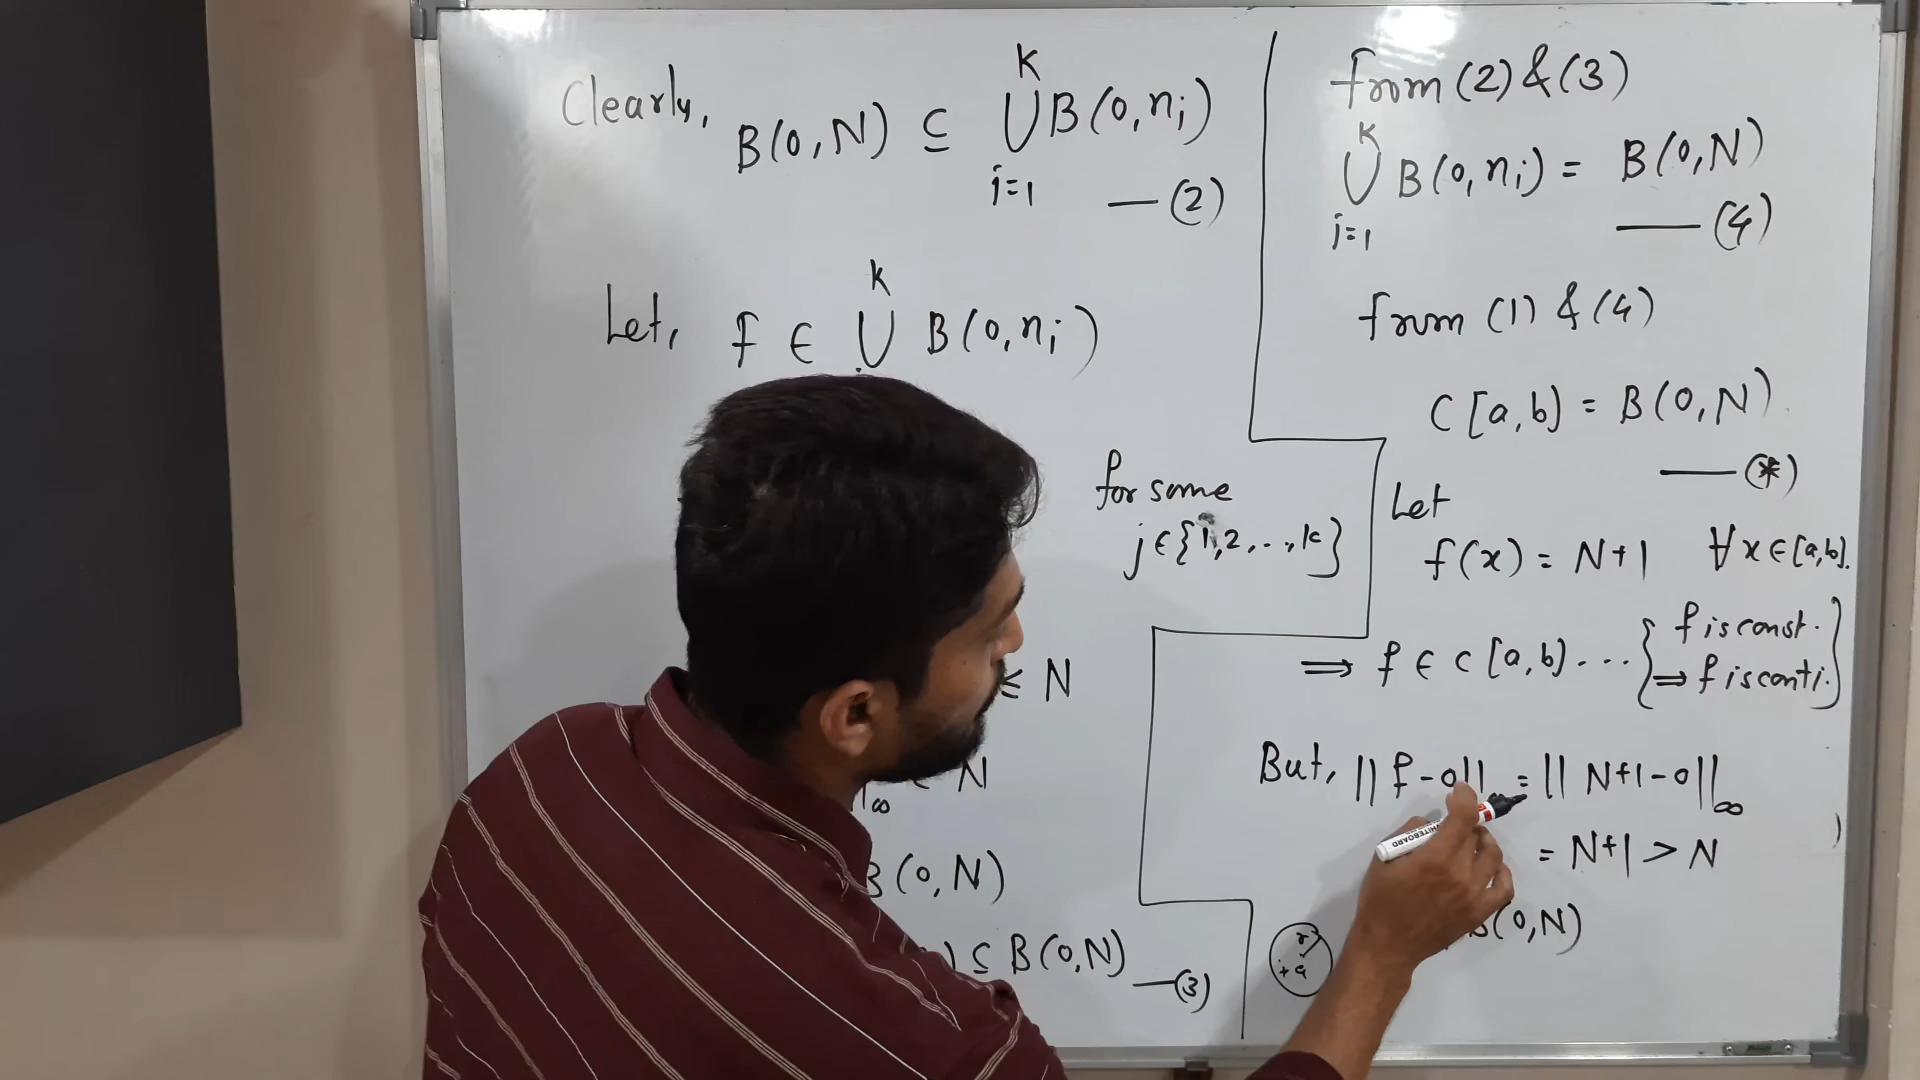 Clearly, B(0,N) ⊆ ⋃ B(0,nᵢ)
K
i=1 —(2)
Let, f ∈ ⋃ B(0,nᵢ)
k
for some
j∈{1,2,..,k}
≤ N
N
∞
B(0,N)
) ⊆ B(0,N) —(3)
from (2) & (3)
K
⋃ B(0,nᵢ) = B(0,N)
i=1 —(4)
from (1) & (4)
C[a,b] = B(0,N)
—(*)
Let
f(x) = N+1 ∀x∈[a,b].
⇒ f ∈ C[a,b]... { f is const.
⇒ f is conti. }
But, ||f-0|| = ||N+1-0||∞
= N+1 > N
B(0,N)
r
a
WHITEBOARD